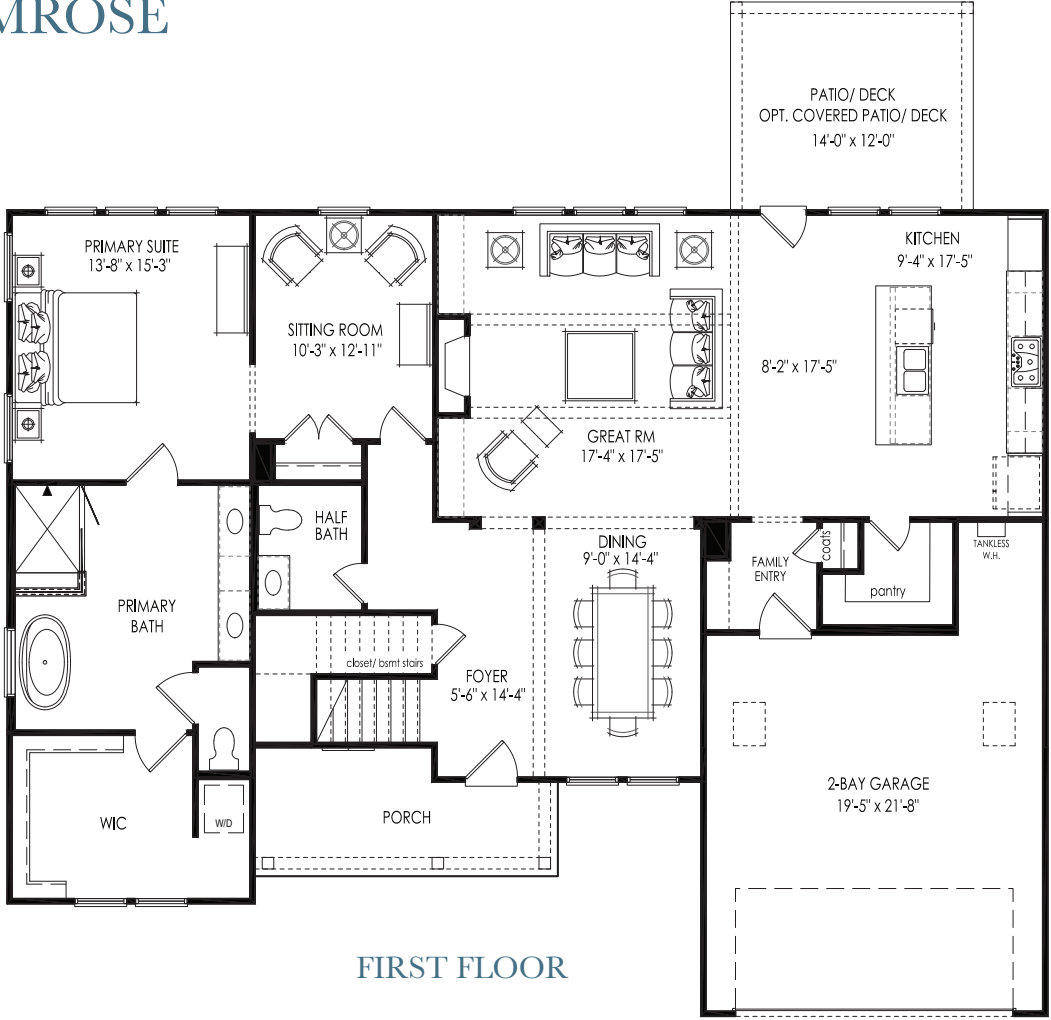 MROSE
PATIO/ DECK
OPT. COVERED PATIO/ DECK
14'-0" x 12'-0"
PRIMARY SUITE
13'-8" x 15'-3"
KITCHEN
9'-4" x 17'-5"
SITTING ROOM
10'-3" x 12'-11"
8'-2" x 17'-5"
GREAT RM
17'-4" x 17'-5"
HALF
BATH
DINING
9'-0" x 14'-4"
coats
TANKLESS
W.H.
FAMILY
ENTRY
pantry
PRIMARY
BATH
closet/ bsmt stairs
FOYER
5'-6" x 14'-4"
2-BAY GARAGE
19'-5" x 21'-8"
WIC
W/D
PORCH
FIRST FLOOR